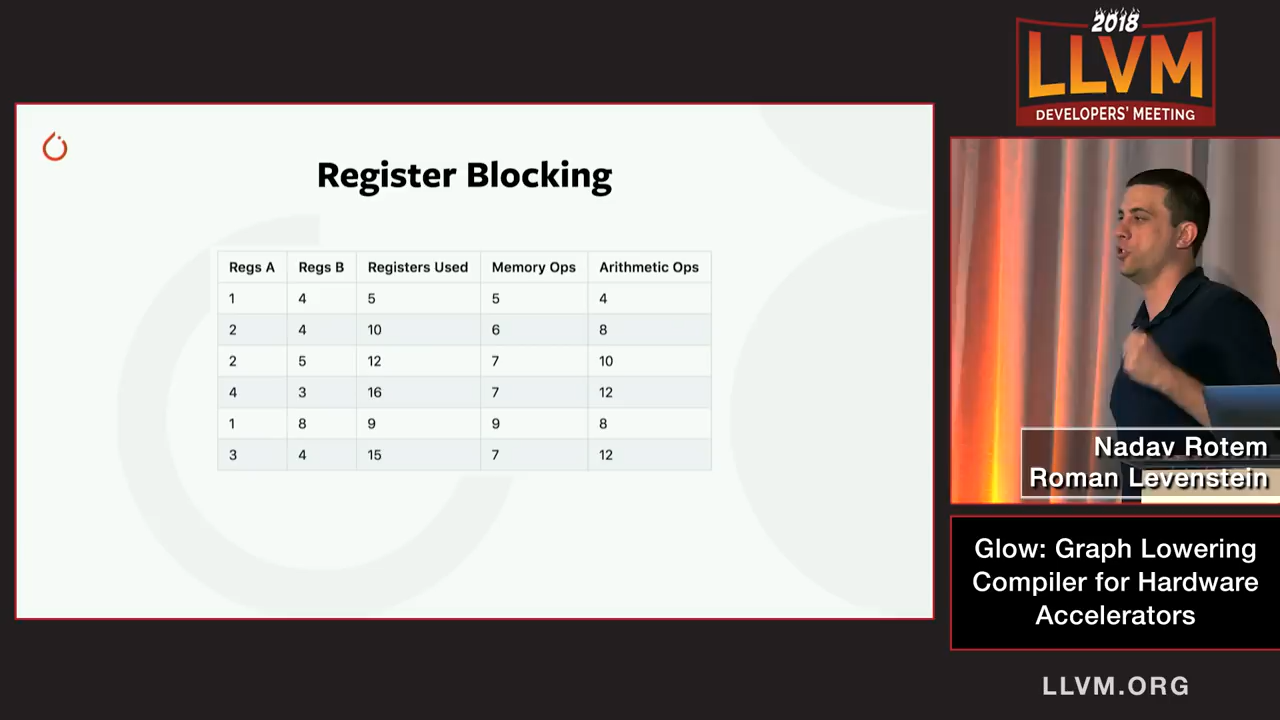 2018
LLVM
DEVELOPERS' MEETING
Register Blocking
Regs A Regs B Registers Used Memory Ops Arithmetic Ops
1 4 5 5 4
2 4 10 6 8
2 5 12 7 10
4 3 16 7 12
1 8 9 9 8
3 4 15 7 12
Nadav Rotem
Roman Levenstein
Glow: Graph Lowering
Compiler for Hardware
Accelerators
LLVM.ORG